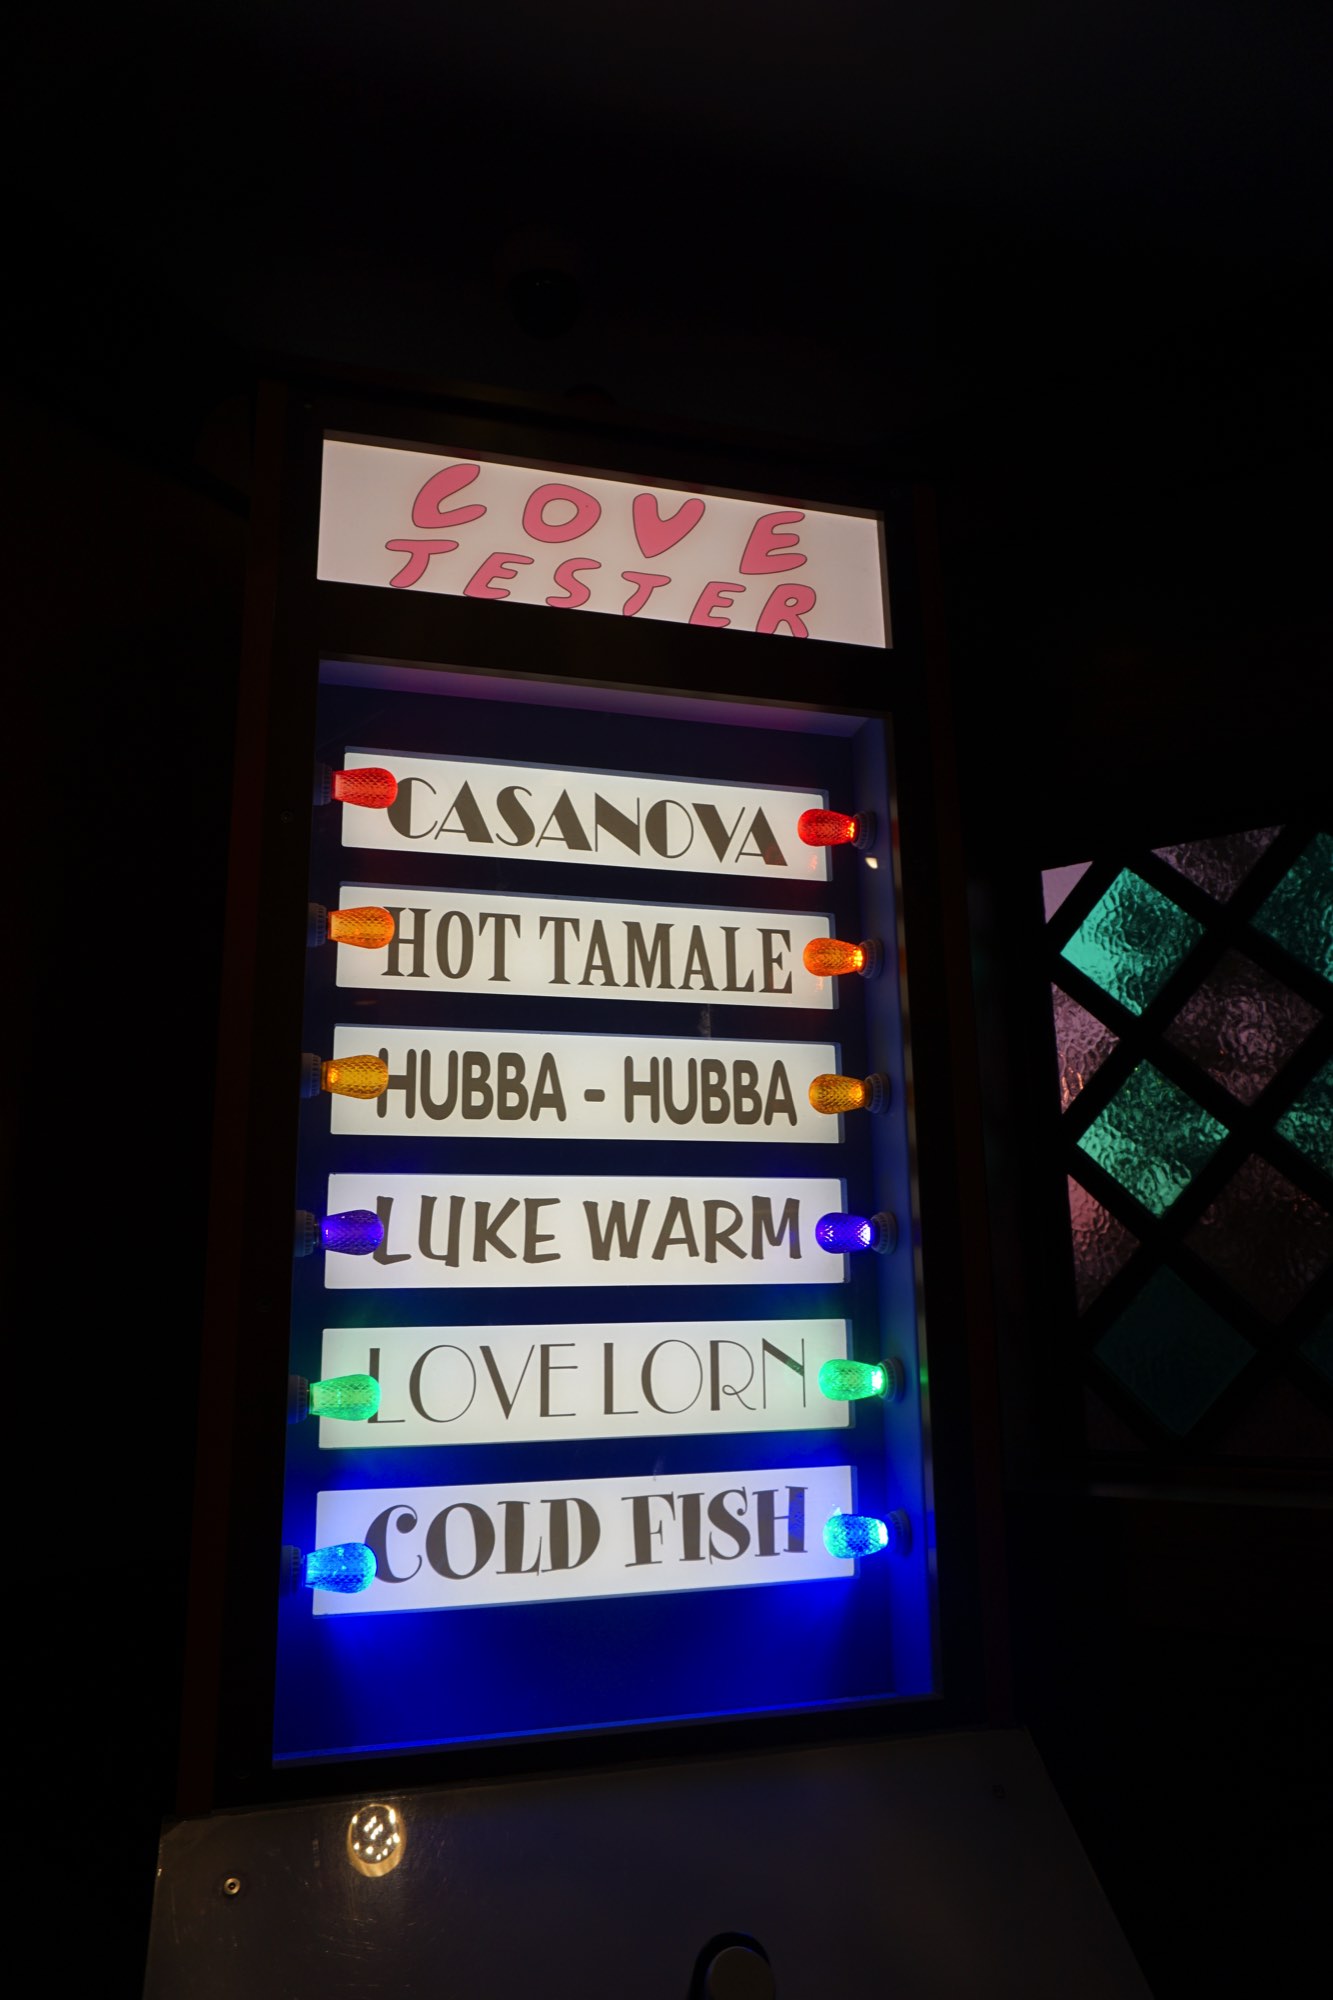 LOVE
TESTER
CASANOVA
HOT TAMALE
HUBBA - HUBBA
LUKE WARM
LOVE LORN
COLD FISH